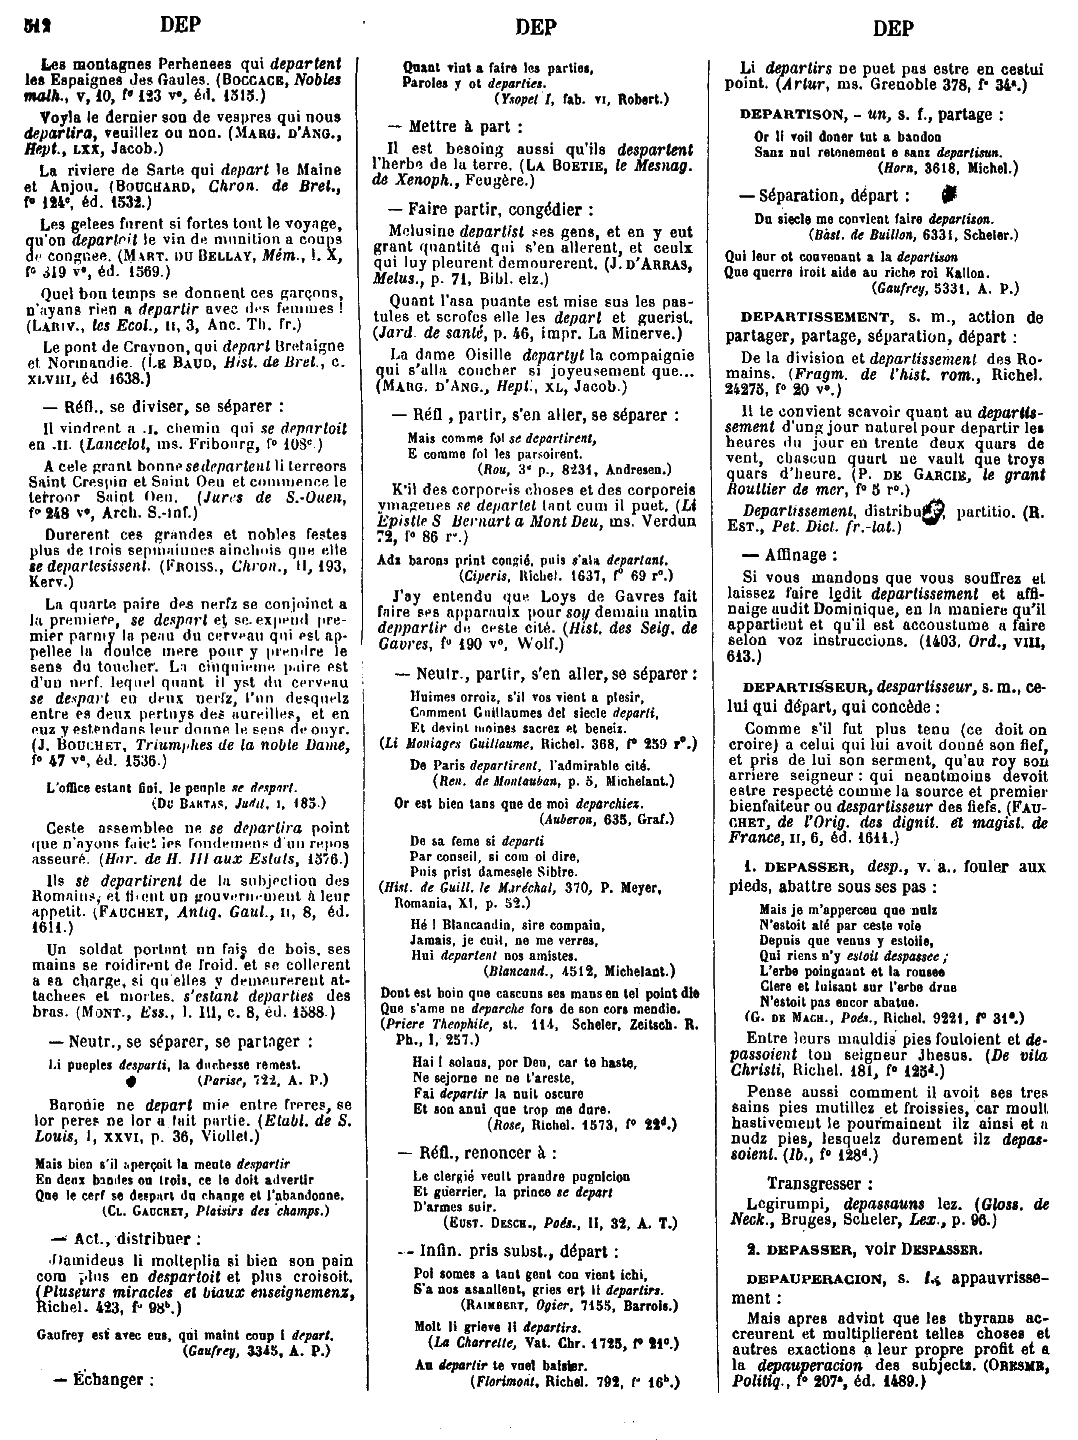 512 DEP DEP DEP
Les montagnes Perhenees qui departent
les Espaignes des Gaules. (BOCCACE, Nobles
malh., V, 10, f° 123 v°, éd. 1515.)
Voyla le dernier son de vespres qui nous
departira, veuillez ou non. (MARG. D'ANG.,
Hept., LXX, Jacob.)
La riviere de Sarte qui depart le Maine
et Anjou. (BOUCHARD, Chron. de Bret.,
f° 124c, éd. 1532.)
Les gelees furent si fortes tout le voyage,
qu'on departoit le vin de munition a coups
de congnee. (MART. DU BELLAY, Mém., l. X,
f° 319 v°, éd. 1569.)
Quel bon temps se donnent ces garçons,
n'ayans rien a departir avec des femmes !
(LARIV., les Ecol., II, 3, Anc. Th. fr.)
Le pont de Craynon, qui depart Bretaigne
et Normandie. (LE BAUD, Hist. de Bret., c.
XLVIII, éd 1638.)
— Réfl., se diviser, se séparer :
Il vindrent a .I. chemin qui se departoit
en .II. (Lancelot, ms. Fribourg, f° 108c.)
A cele grant bonne se departent li terreors
Saint Crespin et Saint Oen et commence le
terroor Saint Oen. (Jures de S.-Ouen,
f° 248 v°, Arch. S.-Inf.)
Durerent ces grandes et nobles festes
plus de trois sepmainnes ainchois que elle
se departesissent. (FROISS., Chron., II, 193,
Kerv.)
La quarte paire des nerfz se conjoinct a
la premiere, se despart et se expend pre-
mier parmy la peau du cerveau qui est ap-
pellee la doulce mere pour y prendre le
sens du toucher. La cinquieme paire est
d'un nerf, lequel quant il yst du cerveau
se despart en deux nerfz, l'un desquelz
entre es deux pertuys des aureilles, et en
euz y estendans leur donne le sens de onyr.
(J. BOUCHET, Triumphes de la noble Dame,
f° 47 v°, éd. 1536.)
L'office estant fini, le peuple se despart.
(DU BARTAS, Judit, I, 185.)
Ceste assemblee ne se departira point
que n'ayons faict les fondemens d'un repos
asseuré. (Har. de H. III aux Estats, 1576.)
Ils se departirent de la subjection des
Romains, et firent un gouvernement à leur
appetit. (FAUCHET, Antiq. Gaul., II, 8, éd.
1611.)
Un soldat portant un fais de bois, ses
mains se roidirent de froid, et se collerent
a sa charge, si qu'elles y demeurerent at-
tachees et mortes, s'estant departies des
bras. (MONT., Ess., l. III, c. 8, éd. 1588.)
— Neutr., se séparer, se partager :
Li pueples desparti, la duchesse remest.
(Parise, 722, A. P.)
Baronie ne depart mie entre freres, se
lor peres ne lor a fait partie. (Etabl. de S.
Louis, I, XXVI, p. 36, Viollet.)
Mais bien s'il aperçoit la meute despartir
En deux bandes ou trois, ce le doit advertir
Que le cerf se despart du change et l'abandonne.
(CL. GAUCHET, Plaisirs des champs.)
— Act., distribuer :
Damideus li molteplia si bien son pain
com plus en despartoit et plus croisoit.
(Pluseurs miracles et biaux enseignemenz,
Richel. 423, f° 98b.)
Gaufrey est avec eus, qui maint coup i depart.
(Gaufrey, 3345, A. P.)
— Échanger :
Quant vint a faire les parties,
Paroles y ot departies.
(Ysopet I, fab. VI, Robert.)
— Mettre à part :
Il est besoing aussi qu'ils despartent
l'herbe de la terre. (LA BOETIE, le Mesnag.
de Xenoph., Feugère.)
— Faire partir, congédier :
Melusine departist ses gens, et en y eut
grant quantité qui s'en allerent, et ceulx
qui luy pleurent demourerent. (J. D'ARRAS,
Melus., p. 71, Bibl. elz.)
Quant l'asa puante est mise sus les pas-
tules et scrofes elle les depart et guerist.
(Jard. de santé, p. 46, impr. La Minerve.)
La dame Oisille departyt la compaignie
qui s'alla coucher si joyeusement que...
(MARG. D'ANG., Hept., XL, Jacob.)
— Réfl , partir, s'en aller, se séparer :
Mais comme fol se departirent,
E comme fol les parsoirent.
(Rou, 3e p., 8231, Andresen.)
K'il des corporeis choses et des corporeis
ymagenes se departet tant cum il puet. (Li
Epistle S Bernart a Mont Deu, ms. Verdun
72, f° 86 r°.)
Ads barons print congié, puis s'ala departant.
(Ciperis, Richel. 1637, f° 69 r°.)
J'ay entendu que Loys de Gavres fait
faire ses apparaulx pour soy demain matin
deppartir de ceste cité. (Hist. des Seig. de
Gavres, f° 190 v°, Wolf.)
— Neutr., partir, s'en aller, se séparer :
Huimes orroiz, s'il vos vient a plesir,
Comment Guillaumes del siecle departi,
Et devint moines sacrez et beneiz.
(Li Moniages Guillaume, Richel. 368, f° 259 r°.)
De Paris departirent, l'admirable cité.
(Ren. de Montauban, p. 5, Michelant.)
Or est bien tans que de moi deparchiez.
(Auberon, 635, Graf.)
De sa feme si departi
Par conseil, si com ol dire,
Puis prist damesele Sibire.
(Hist. de Guill. le Maréchal, 370, P. Meyer,
Romania, XI, p. 52.)
Hé ! Blancandin, sire compain,
Jamais, je cuit, ne me verres,
Hui departent nos amistes.
(Blancand., 4512, Michelant.)
Dont est boin que cascuns ses mans en tel point die
Que s'ame ne deparche fors de son cors mendie.
(Priere Theophile, st. 114, Scheler, Zeitsch. R.
Ph., I, 257.)
Hai ! solaus, por Deu, car te haste,
Ne sejorne ne ne t'areste,
Fai departir la nuit oscure
Et son anui que trop me dure.
(Rose, Richel. 1573, f° 22d.)
— Réfl., renoncer à :
Le clergié veult prandre pugnicion
Et guerrier, la prince se depart
D'armes suir.
(EUST. DESCH., Poés., II, 32, A. T.)
— Infin. pris subst., départ :
Poi somes a tant gent con vient ichi,
S'a nos asaullent, gries ert li departirs.
(RAIMBERT, Ogier, 7155, Barrois.)
Molt li grieve li departirs.
(La Charrette, Vat. Chr. 1725, f° 21c.)
Au departir te vuel baisier.
(Florimont, Richel. 792, f° 16b.)
Li departirs ne puet pas estre en cestui
point. (Artur, ms. Grenoble 378, f° 34a.)
DEPARTISON, - un, s. f., partage :
Or li voil doner tut a bandon
Sanz nul retenement e sanz departisun.
(Horn, 3618, Michel.)
— Séparation, départ :
Du siecle me convient faire departison.
(Bast. de Buillon, 6331, Scheler.)
Qui leur ot couvenant a la departison
Que querre iroit aide au riche roi Kallon.
(Gaufrey, 5331, A. P.)
DEPARTISSEMENT, s. m., action de
partager, partage, séparation, départ :
De la division et departissement des Ro-
mains. (Fragm. de l'hist. rom., Richel.
24275, f° 20 v°.)
Il te convient scavoir quant au departis-
sement d'ung jour naturel pour departir les
heures du jour en trente deux quars de
vent, chascun quart ne vault que troys
quars d'heure. (P. DE GARCIE, le grant
Routtier de mer, f° 5 r°.)
Departissement, distribu, partitio. (R.
EST., Pet. Dict. fr.-lat.)
— Affinage :
Si vous mandons que vous souffrez et
laissez faire ledit departissement et affi-
naige audit Dominique, en la maniere qu'il
appartient et qu'il est accoustume a faire
selon voz instruccions. (1403, Ord., VIII,
613.)
DEPARTISSEUR, despartisseur, s. m., ce-
lui qui départ, qui concède :
Comme s'il fut plus tenu (ce doit on
croire) a celui qui lui avoit donné son fief,
et pris de lui son serment, qu'au roy son
arriere seigneur : qui neantmoins devoit
estre respecté comme la source et premier
bienfaiteur ou despartisseur des fiefs. (FAU-
CHET, de l'Orig. des dignit. et magist. de
France, II, 6, éd. 1611.)
1. DEPASSER, desp., v. a., fouler aux
pieds, abattre sous ses pas :
Mais je m'apperceu que nulz
N'estoit alé par ceste voie
Depuis que venus y estoile,
Qui riens n'y estoit despassee ;
L'erbe poingnant et la rousee
Clere et luisant sur l'erbe drue
N'estoit pas encor abatue.
(G. DE MACH., Poés., Richel. 9221, f° 31a.)
Entre leurs mauldis pies fouloient et de-
passoient tou seigneur Jhesus. (De vita
Christi, Richel. 181, f° 125d.)
Pense aussi comment il avoit ses tres
sains pies mutillez et froissies, car moult
hastivement le pourmainent ilz ainsi et a
nudz pies, lesquelz durement ilz depas-
soient. (Ib., f° 128d.)
Transgresser :
Legirumpi, depassauns lez. (Gloss. de
Neck., Bruges, Scheler, Lex., p. 96.)
2. DEPASSER, voir DESPASSER.
DEPAUPERACION, s. f., appauvrisse-
ment :
Mais apres advint que les thyrans ac-
creurent et multiplierent telles choses et
autres exactions a leur propre profit et a
la depauperacion des subjects. (ORESME,
Politiq., f° 207a, éd. 1489.)